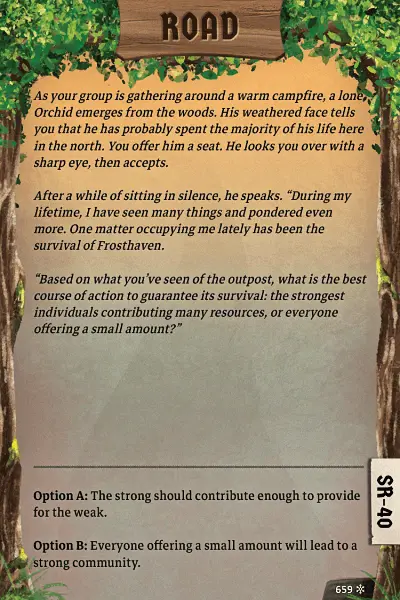 ROAD
As your group is gathering around a warm campfire, a lone,
Orchid emerges from the woods. His weathered face tells
you that he has probably spent the majority of his life here
in the north. You offer him a seat. He looks you over with a
sharp eye, then accepts.
After a while of sitting in silence, he speaks. “During my
lifetime, I have seen many things and pondered even
more. One matter occupying me lately has been the
survival of Frosthaven.
“Based on what you’ve seen of the outpost, what is the best
course of action to guarantee its survival: the strongest
individuals contributing many resources, or everyone
offering a small amount?”
Option A: The strong should contribute enough to provide
for the weak.
Option B: Everyone offering a small amount will lead to a
strong community.
SR-40
659